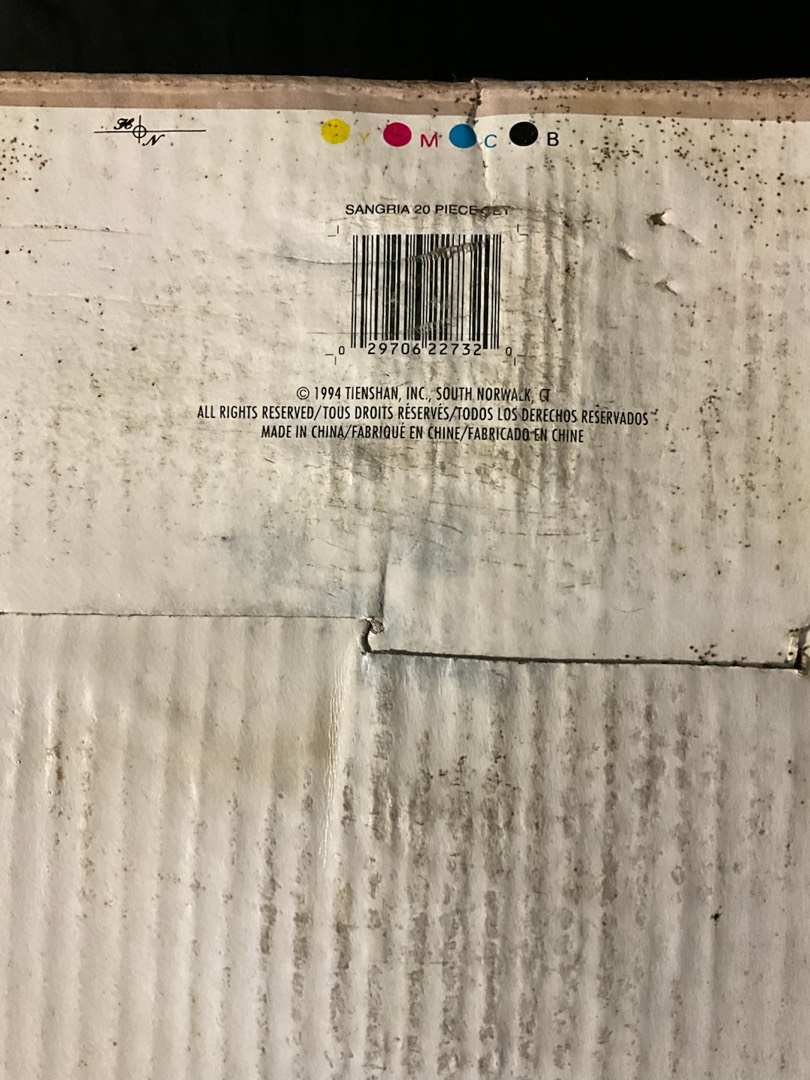 H
N
Y M C B
SANGRIA 20 PIECE SET
0 29706 22732 0
© 1994 TIENSHAN, INC., SOUTH NORWALK, CT
ALL RIGHTS RESERVED/TOUS DROITS RÉSERVÉS/TODOS LOS DERECHOS RESERVADOS
MADE IN CHINA/FABRIQUÉ EN CHINE/FABRICADO EN CHINE